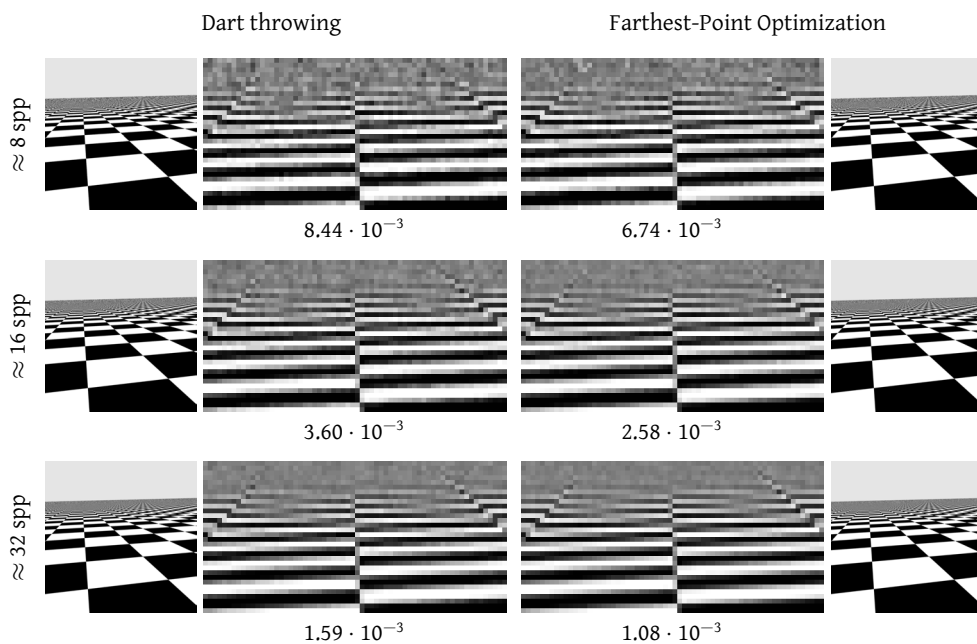 Dart throwing
Farthest-Point Optimization
≈ 8 spp
8.44 · 10⁻³
6.74 · 10⁻³
≈ 16 spp
3.60 · 10⁻³
2.58 · 10⁻³
≈ 32 spp
1.59 · 10⁻³
1.08 · 10⁻³